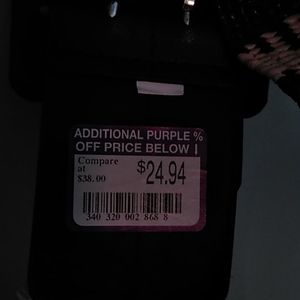 ADDITIONAL PURPLE %
OFF PRICE BELOW
Compare
at
$38.00
$24.94
340 320 002 868 8